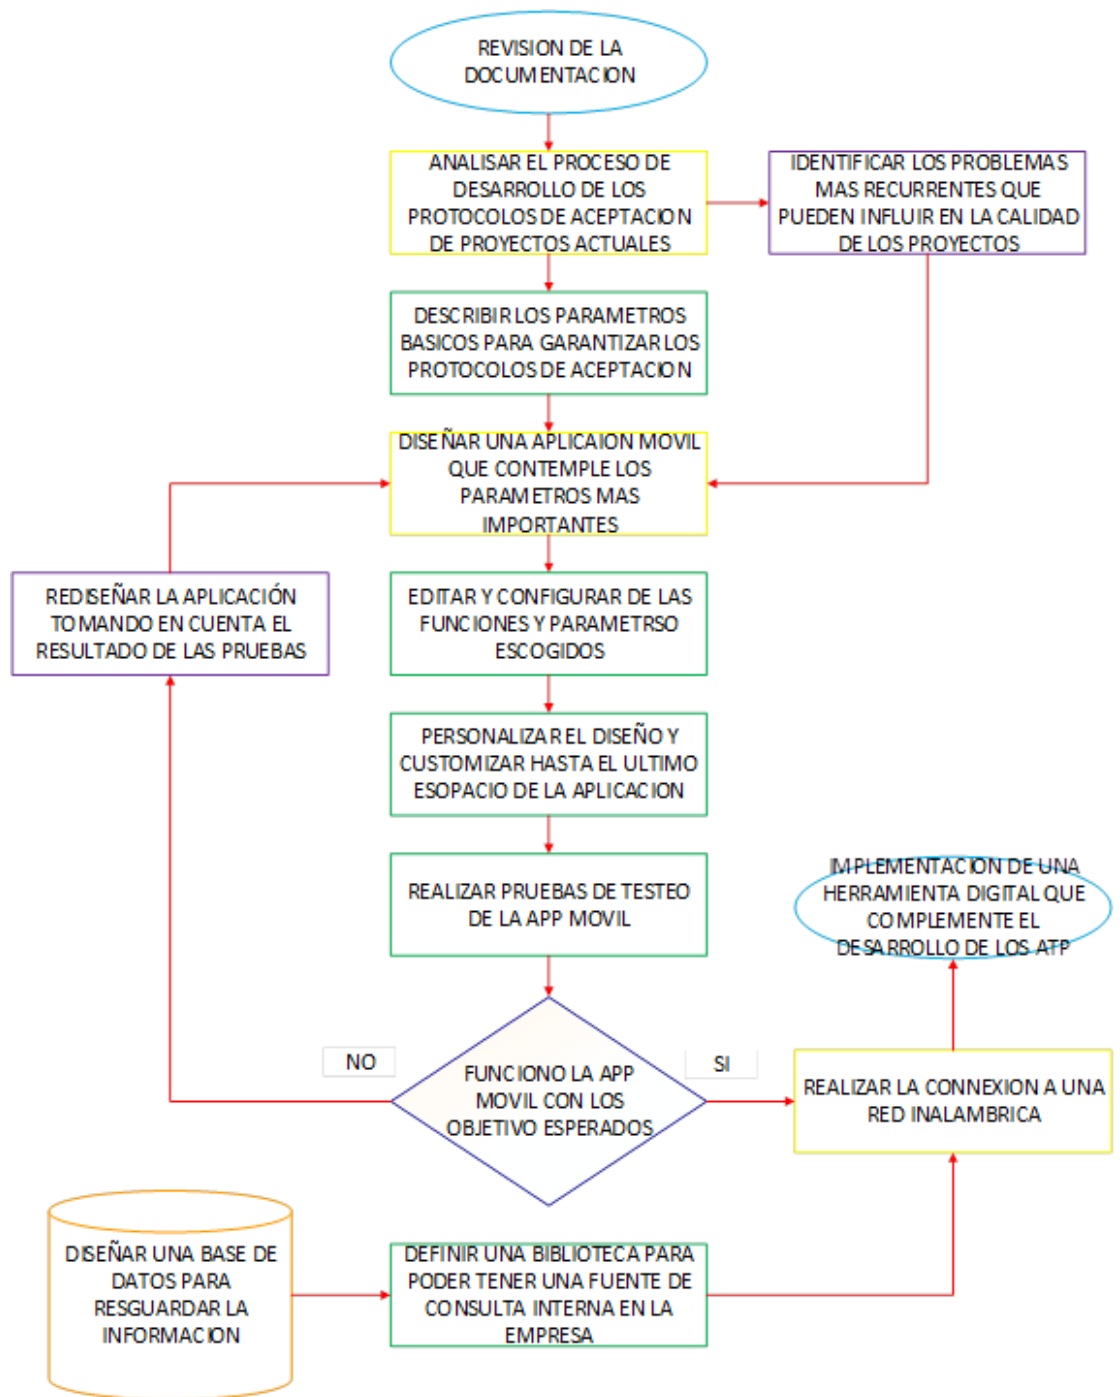 REVISION DE LA
DOCUMENTACION
ANALISAR EL PROCESO DE
DESARROLLO DE LOS
PROTOCOLOS DE ACEPTACION
DE PROYECTOS ACTUALES
IDENTIFICAR LOS PROBLEMAS
MAS RECURRENTES QUE
PUEDEN INFLUIR EN LA CALIDAD
DE LOS PROYECTOS
DESCRIBIR LOS PARAMETROS
BASICOS PARA GARANTIZAR LOS
PROTOCOLOS DE ACEPTACION
DISEÑAR UNA APLICAION MOVIL
QUE CONTEMPLE LOS
PARAMETROS MAS
IMPORTANTES
REDISEÑAR LA APLICACIÓN
TOMANDO EN CUENTA EL
RESULTADO DE LAS PRUEBAS
EDITAR Y CONFIGURAR DE LAS
FUNCIONES Y PARAMETRSO
ESCOGIDOS
PERSONALIZAR EL DISEÑO Y
CUSTOMIZAR HASTA EL ULTIMO
ESOPACIO DE LA APLICACION
REALIZAR PRUEBAS DE TESTEO
DE LA APP MOVIL
IMPLEMENTACION DE UNA
HERRAMIENTA DIGITAL QUE
COMPLEMENTE EL
DESARROLLO DE LOS ATP
NO
SI
FUNCIONO LA APP
MOVIL CON LOS
OBJETIVO ESPERADOS
REALIZAR LA CONNEXION A UNA
RED INALAMBRICA
DISEÑAR UNA BASE DE
DATOS PARA
RESGUARDAR LA
INFORMACION
DEFINIR UNA BIBLIOTECA PARA
PODER TENER UNA FUENTE DE
CONSULTA INTERNA EN LA
EMPRESA